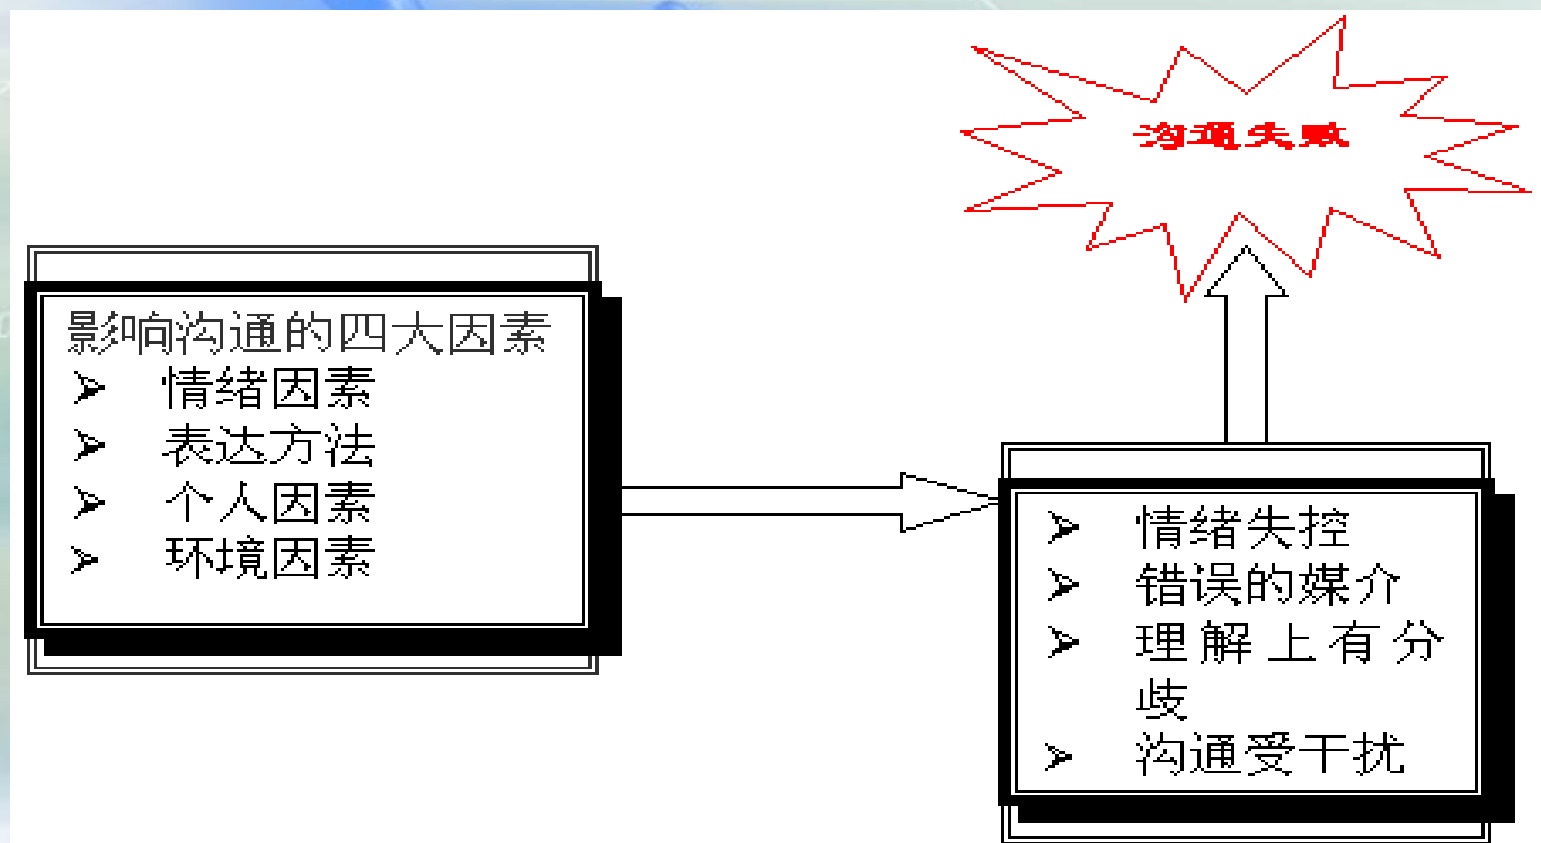 沟通失败
影响沟通的四大因素
➢ 情绪因素
➢ 表达方法
➢ 个人因素
➢ 环境因素
➢ 情绪失控
➢ 错误的媒介
➢ 理解上有分
歧
➢ 沟通受干扰